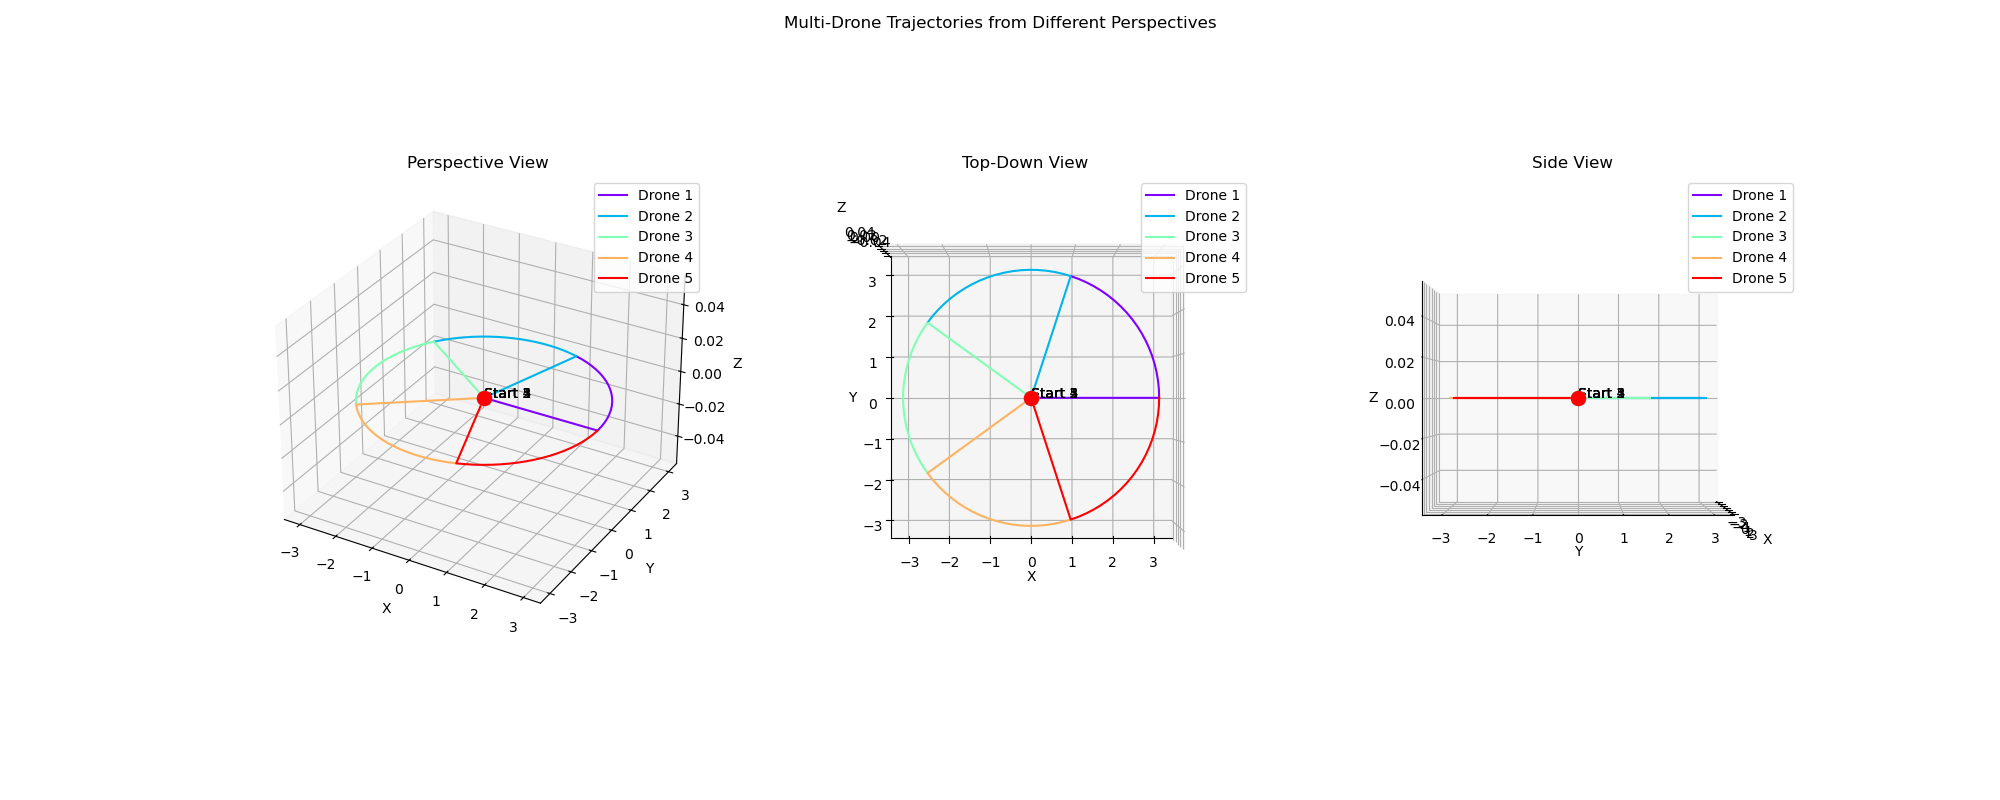 Multi-Drone Trajectories from Different Perspectives
Perspective View
Drone 1
Drone 2
Drone 3
Drone 4
Drone 5
0.04
0.02
0.00
−0.02
−0.04
Z
Start
−3
−2
−1
0
1
2
3
X
−3
−2
−1
0
1
2
3
Y
Top-Down View
Drone 1
Drone 2
Drone 3
Drone 4
Drone 5
Z
0.04
3
2
1
0
−1
−2
−3
Y
Start
−3
−2
−1
0
1
2
3
X
Side View
Drone 1
Drone 2
Drone 3
Drone 4
Drone 5
0.04
0.02
0.00
−0.02
−0.04
Z
Start
−3
−2
−1
0
1
2
3
Y
X